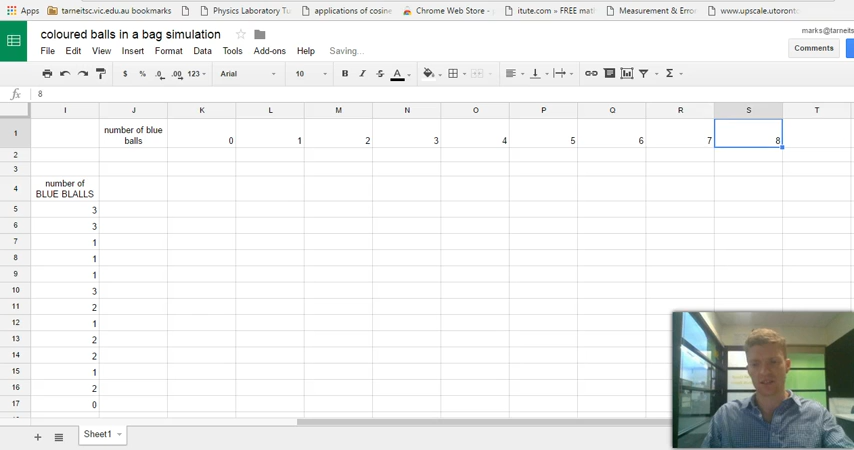 Apps
tarneitsc.vic.edu.au bookmarks
Physics Laboratory Tu
applications of cosine
Chrome Web Store -
itute.com » FREE mat
Measurement & Erro
www.upscale.utoront
coloured balls in a bag simulation
marks@tarneits
File Edit View Insert Format Data Tools Add-ons Help Saving...
Comments
$ % .0 .00 123 Arial 10 B I S A Σ
fx 8
I J K L M N O P Q R S T
1 number of blue balls 0 1 2 3 4 5 6 7 8
2
3
4 number of BLUE BLALLS
5 3
6 3
7 1
8 1
9 1
10 3
11 2
12 1
13 2
14 2
15 1
16 2
17 0
+ Sheet1